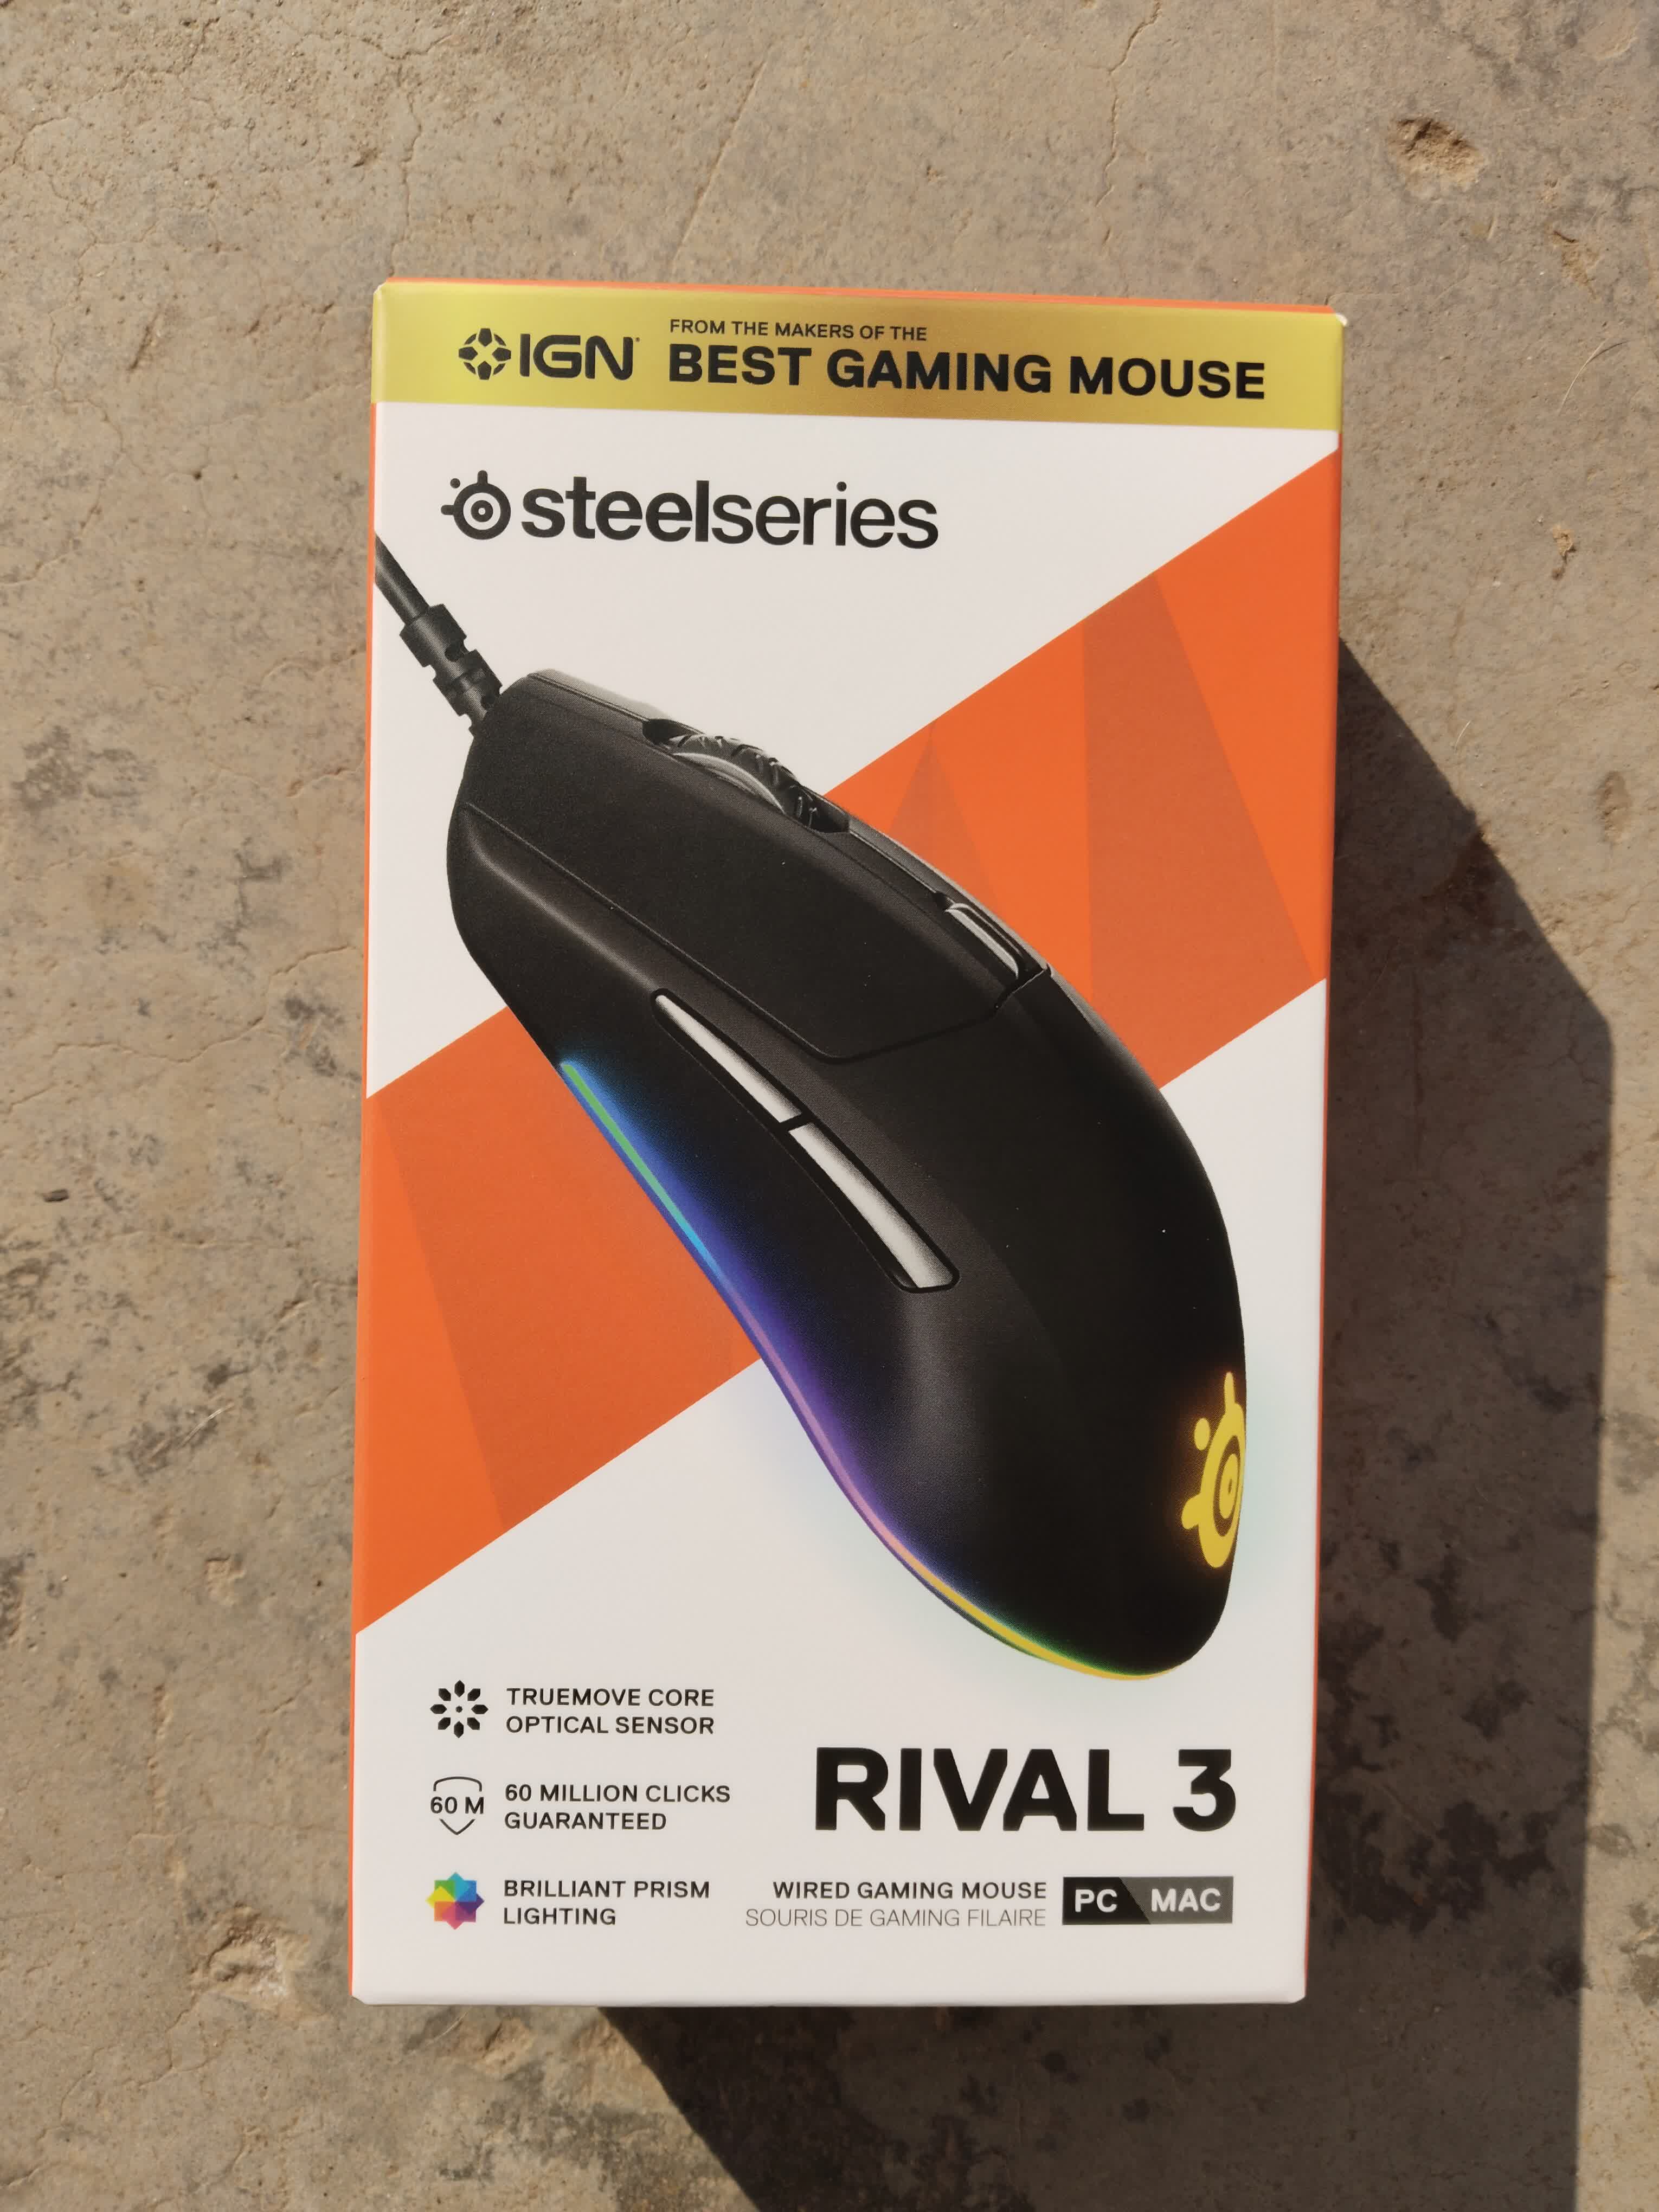 IGN
FROM THE MAKERS OF THE
BEST GAMING MOUSE
steelseries
TRUEMOVE CORE
OPTICAL SENSOR
60 M
60 MILLION CLICKS
GUARANTEED
BRILLIANT PRISM
LIGHTING
RIVAL 3
WIRED GAMING MOUSE
SOURIS DE GAMING FILAIRE
PC MAC